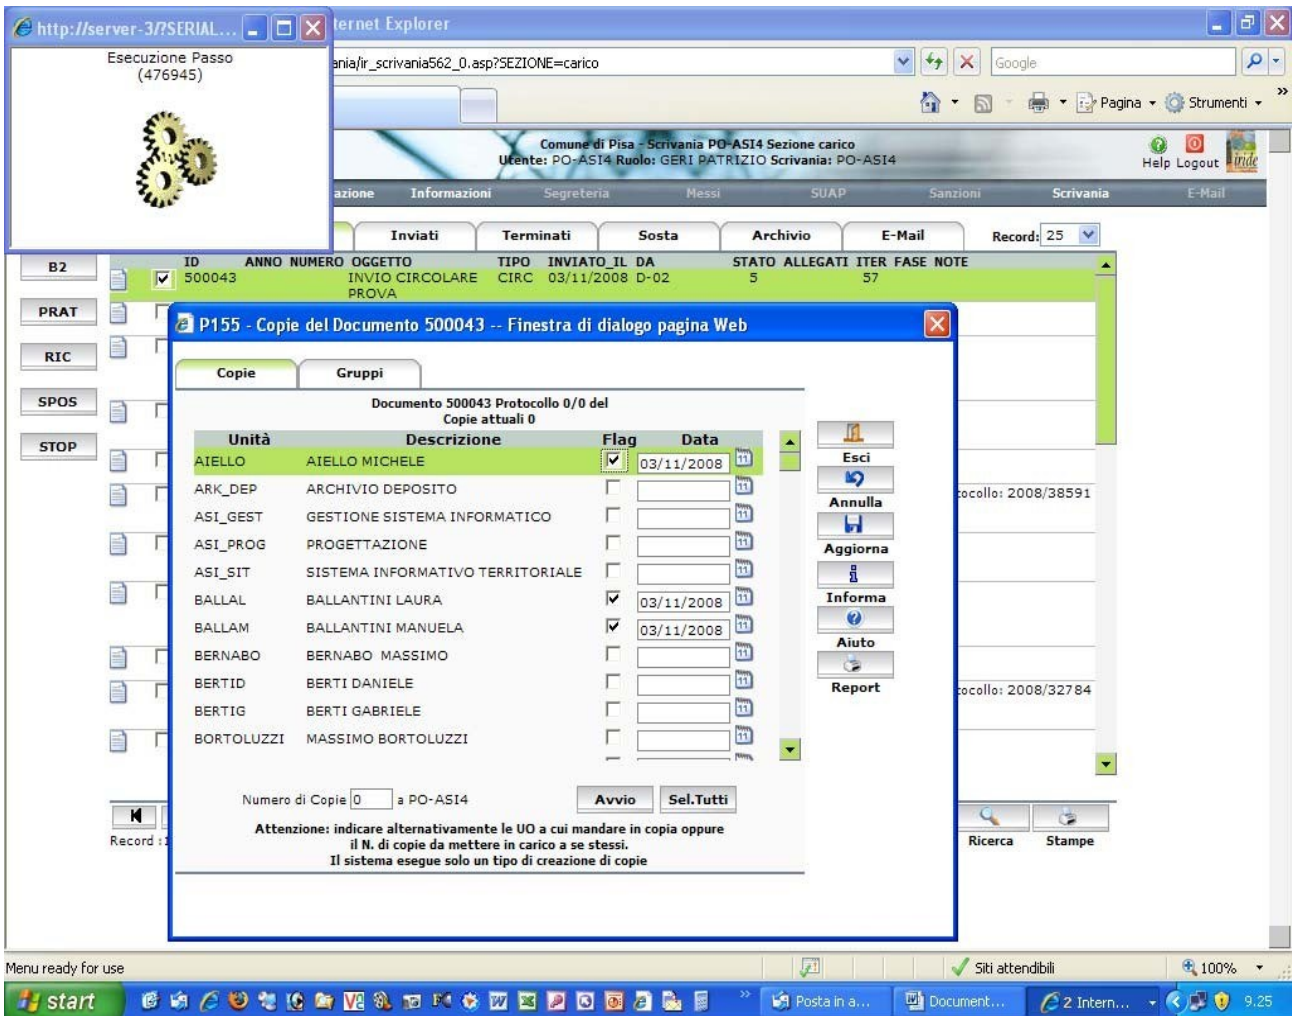 http://server-3/?SERIAL...
ternet Explorer
Esecuzione Passo
(476945)
ania/ir_scrivania562_0.asp?SEZIONE=carico
Google
Pagina
Strumenti
»
Comune di Pisa - Scrivania PO-ASI4 Sezione carico
Utente: PO-ASI4 Ruolo: GERI PATRIZIO Scrivania: PO-ASI4
Help Logout iride
azione Informazioni Segreteria Messi SUAP Sanzioni Scrivania E-Mail
Inviati Terminati Sosta Archivio E-Mail Record: 25
ID ANNO NUMERO OGGETTO TIPO INVIATO_IL DA STATO ALLEGATI ITER FASE NOTE
500043 INVIO CIRCOLARE CIRC 03/11/2008 D-02 5 57
PROVA
B2
PRAT
RIC
SPOS
STOP
P155 - Copie del Documento 500043 -- Finestra di dialogo pagina Web
Copie Gruppi
Documento 500043 Protocollo 0/0 del
Copie attuali 0
Unità Descrizione Flag Data
AIELLO AIELLO MICHELE 03/11/2008
ARK_DEP ARCHIVIO DEPOSITO
ASI_GEST GESTIONE SISTEMA INFORMATICO
ASI_PROG PROGETTAZIONE
ASI_SIT SISTEMA INFORMATIVO TERRITORIALE
BALLAL BALLANTINI LAURA 03/11/2008
BALLAM BALLANTINI MANUELA 03/11/2008
BERNABO BERNABO MASSIMO
BERTID BERTI DANIELE
BERTIG BERTI GABRIELE
BORTOLUZZI MASSIMO BORTOLUZZI
Esci
Annulla
Aggiorna
Informa
Aiuto
Report
ocollo: 2008/38591
ocollo: 2008/32784
Numero di Copie 0 a PO-ASI4 Avvio Sel.Tutti
Attenzione: indicare alternativamente le UO a cui mandare in copia oppure
il N. di copie da mettere in carico a se stessi.
Il sistema esegue solo un tipo di creazione di copie
Record :1
Ricerca Stampe
Menu ready for use
Siti attendibili
100%
start
»
Posta in a...
Document...
2 Intern...
9.25